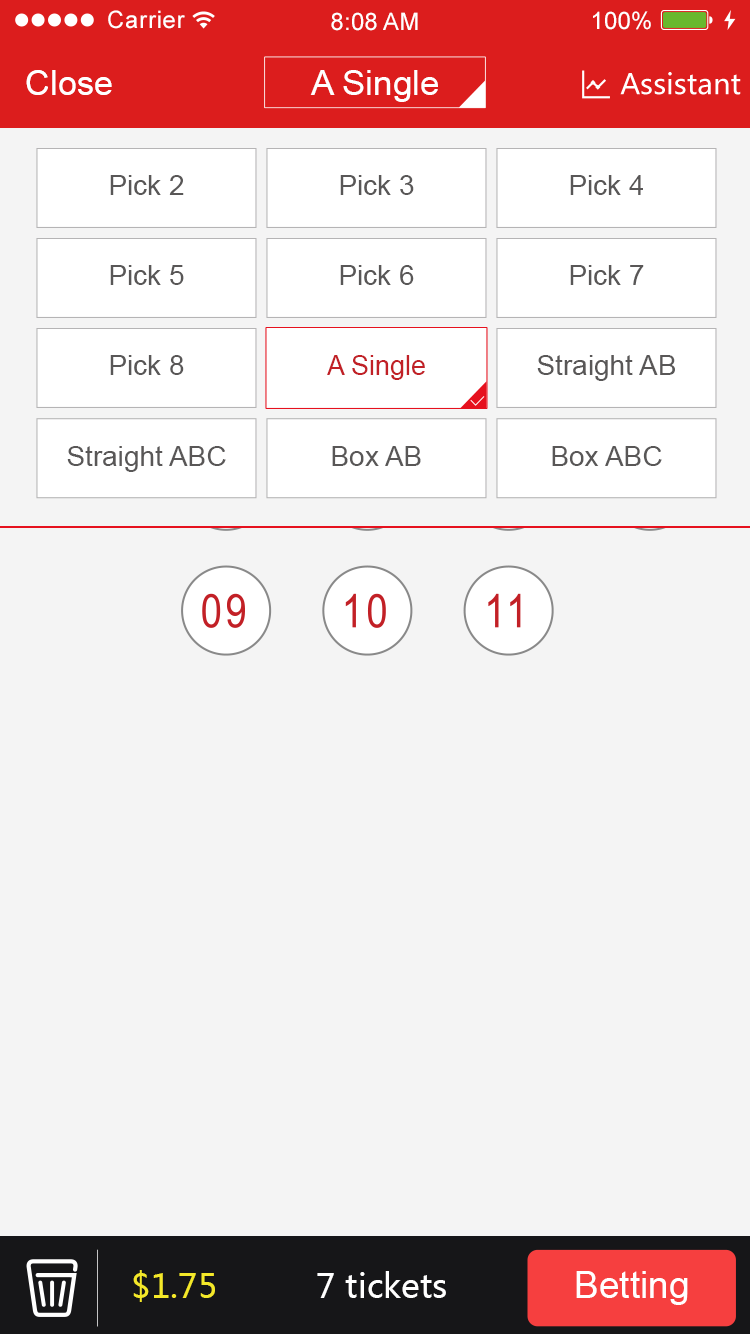 Carrier 8:08 AM 100%
Close A Single Assistant
Pick 2 Pick 3 Pick 4
Pick 5 Pick 6 Pick 7
Pick 8 A Single Straight AB
Straight ABC Box AB Box ABC
09 10 11
$1.75 7 tickets Betting